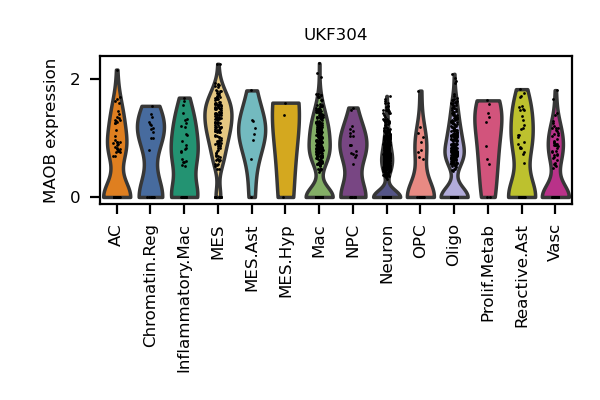 UKF304
MAOB expression
2
0
AC
Chromatin.Reg
Inflammatory.Mac
MES
MES.Ast
MES.Hyp
Mac
NPC
Neuron
OPC
Oligo
Prolif.Metab
Reactive.Ast
Vasc